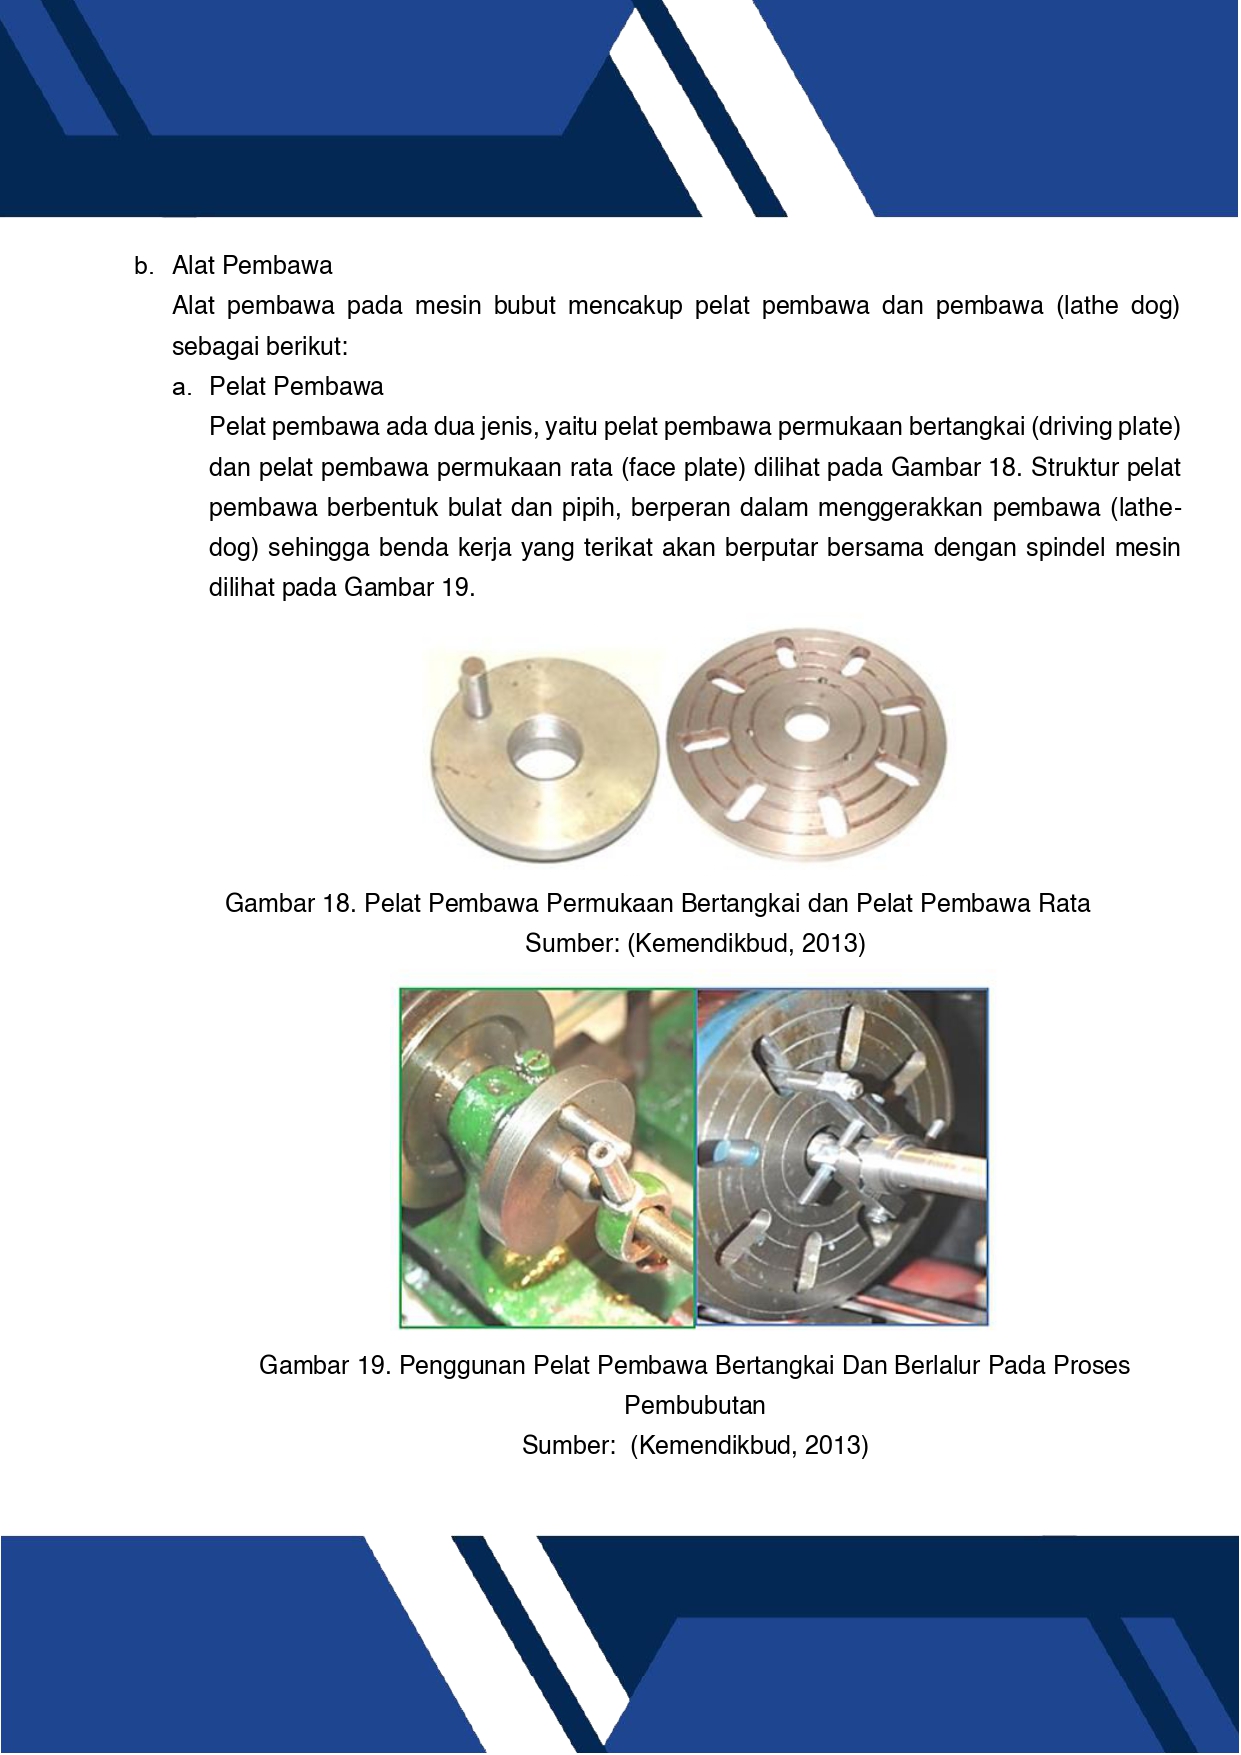 b. Alat Pembawa
Alat pembawa pada mesin bubut mencakup pelat pembawa dan pembawa (lathe dog)
sebagai berikut:
a. Pelat Pembawa
Pelat pembawa ada dua jenis, yaitu pelat pembawa permukaan bertangkai (driving plate)
dan pelat pembawa permukaan rata (face plate) dilihat pada Gambar 18. Struktur pelat
pembawa berbentuk bulat dan pipih, berperan dalam menggerakkan pembawa (lathe-
dog) sehingga benda kerja yang terikat akan berputar bersama dengan spindel mesin
dilihat pada Gambar 19.
Gambar 18. Pelat Pembawa Permukaan Bertangkai dan Pelat Pembawa Rata
Sumber: (Kemendikbud, 2013)
Gambar 19. Penggunan Pelat Pembawa Bertangkai Dan Berlalur Pada Proses
Pembubutan
Sumber:  (Kemendikbud, 2013)